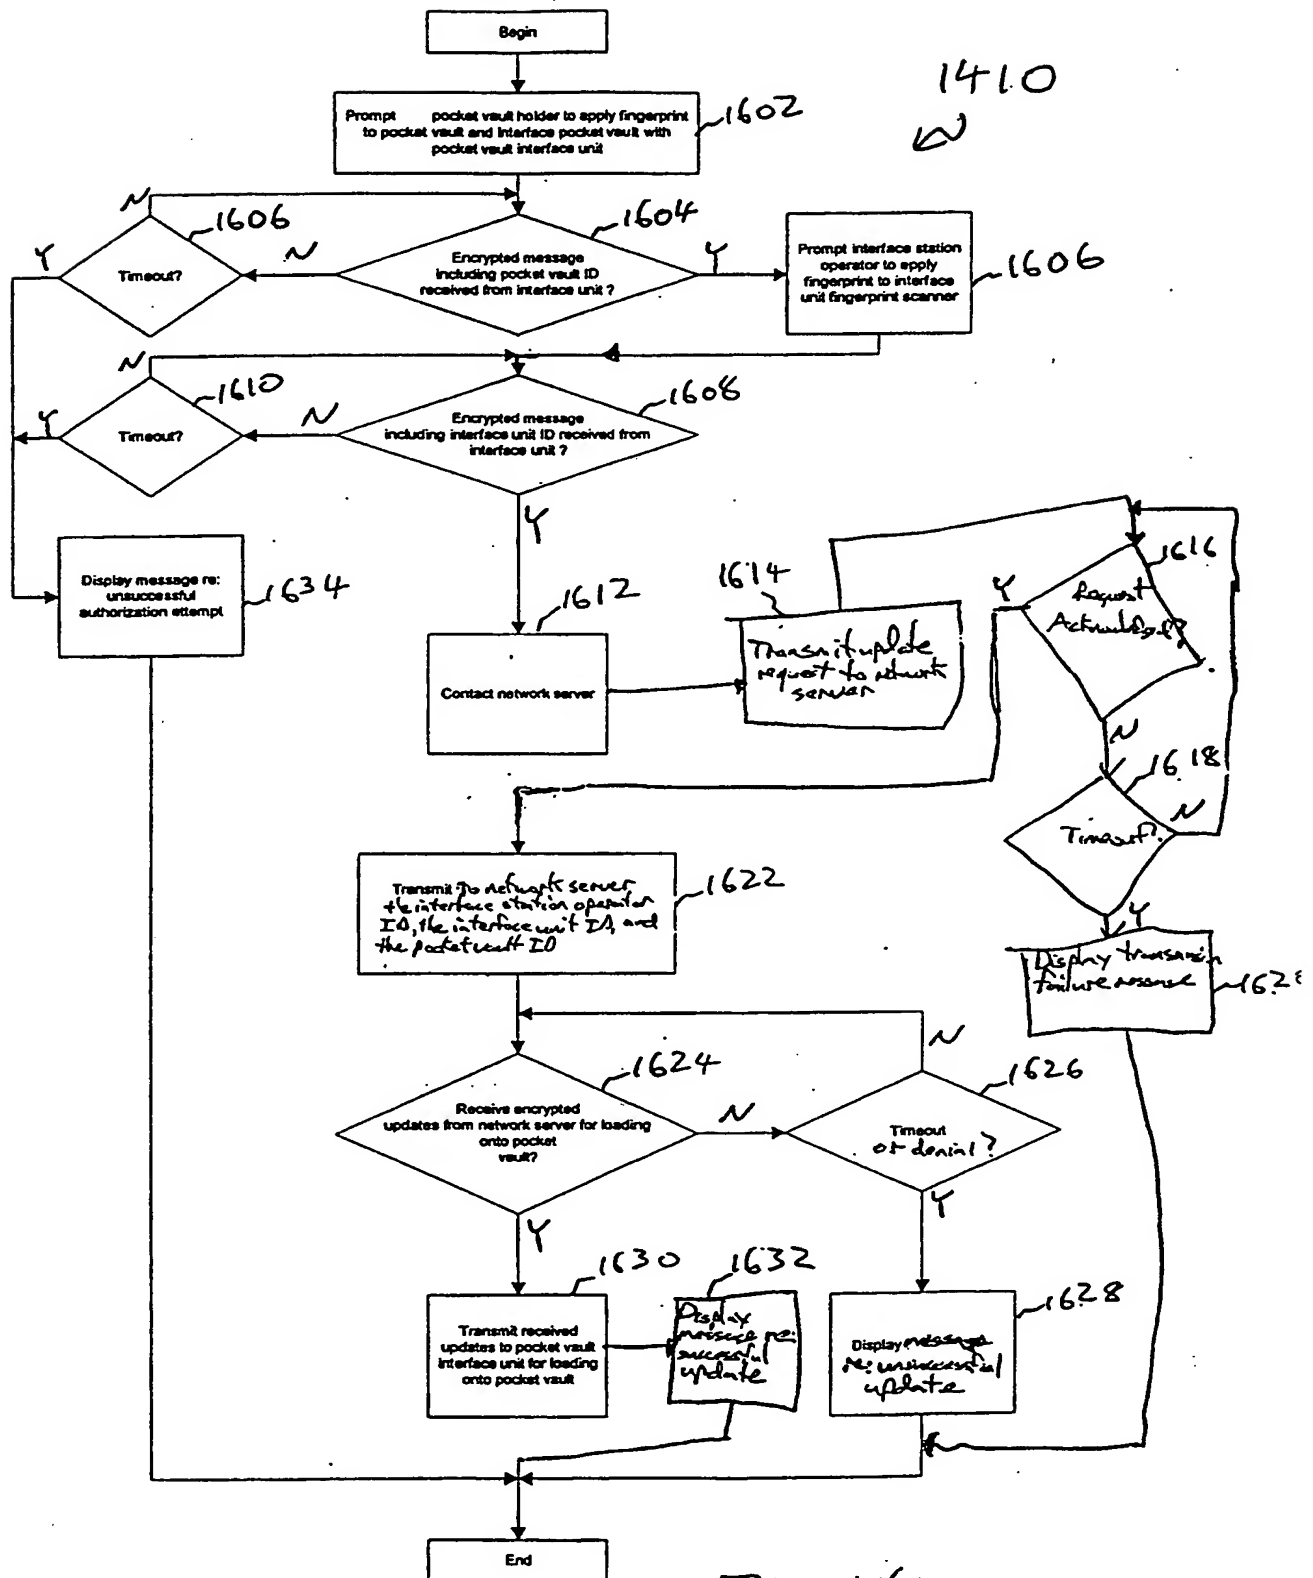 Begin
1410
Prompt pocket vault holder to apply fingerprint
to pocket vault and interface pocket vault with
pocket vault interface unit
1602
N
1606
1604
Y
Timeout?
N
Encrypted message
including pocket vault ID
received from interface unit ?
Y
Prompt interface station
operator to apply
fingerprint to interface
unit fingerprint scanner
1606
N
1610
1608
Y
Timeout?
N
Encrypted message
including interface unit ID received from
interface unit ?
Y
Display message re:
unsuccessful
authorization attempt
1634
1612
Contact network server
1614
Transmit update
request to network
server
Y
1616
Request
N
1618
Timeout?
N
Y
Display
failure
Transmit to network server
the interface station operator
ID, the interface unit ID, and
the pocket vault ID
1622
N
1624
Receive encrypted
updates from network server for loading
onto pocket
vault?
N
1626
Timeout
or denial?
Y
Y
1630
Transmit received
updates to pocket vault
interface unit for loading
onto pocket vault
1632
Display
message re:
successful
update
1628
Display message
re: unsuccessful
update
End